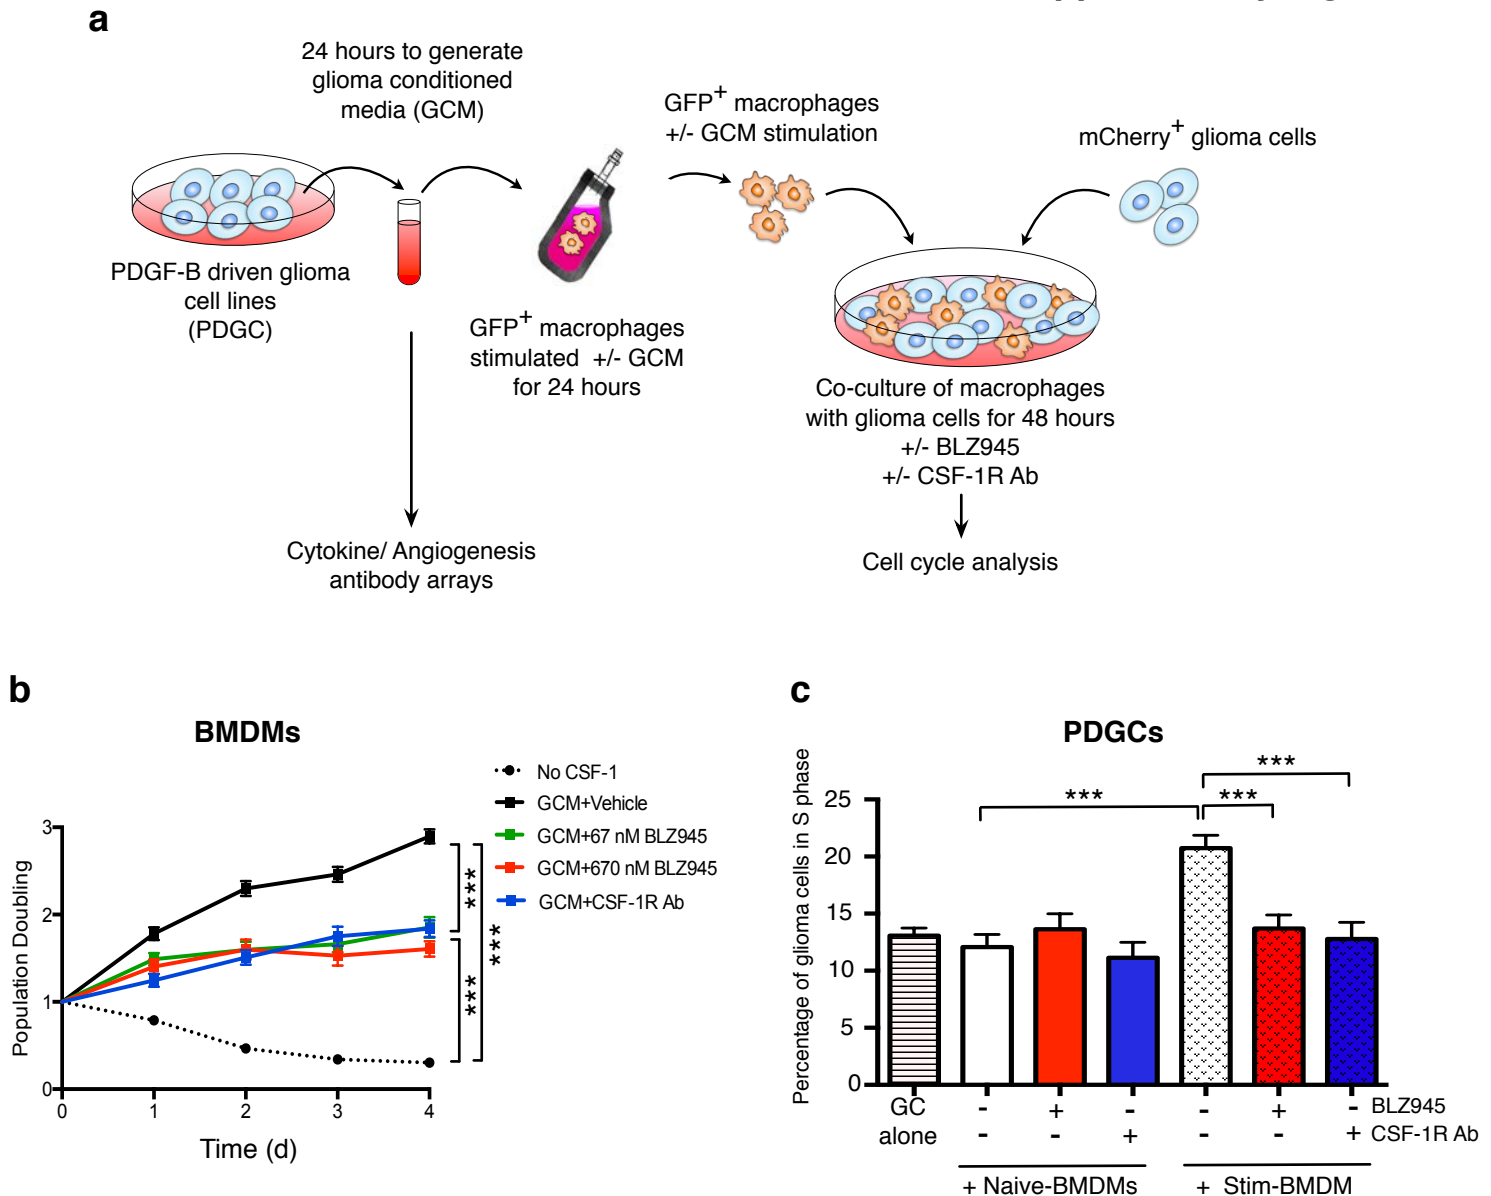 a
24 hours to generate
glioma conditioned
media (GCM)
GFP+ macrophages
+/- GCM stimulation
mCherry+ glioma cells
PDGF-B driven glioma
cell lines
(PDGC)
GFP+ macrophages
stimulated +/- GCM
for 24 hours
Co-culture of macrophages
with glioma cells for 48 hours
+/- BLZ945
+/- CSF-1R Ab
Cytokine/ Angiogenesis
antibody arrays
Cell cycle analysis
b
BMDMs
No CSF-1
GCM+Vehicle
GCM+67 nM BLZ945
GCM+670 nM BLZ945
GCM+CSF-1R Ab
Population Doubling
3
2
1
0
0 1 2 3 4
Time (d)
***
***
***
c
PDGCs
Percentage of glioma cells in S phase
25
20
15
10
5
0
***
***
***
GC
alone
- + - - + - BLZ945
- - + - - + CSF-1R Ab
+ Naive-BMDMs
+ Stim-BMDM